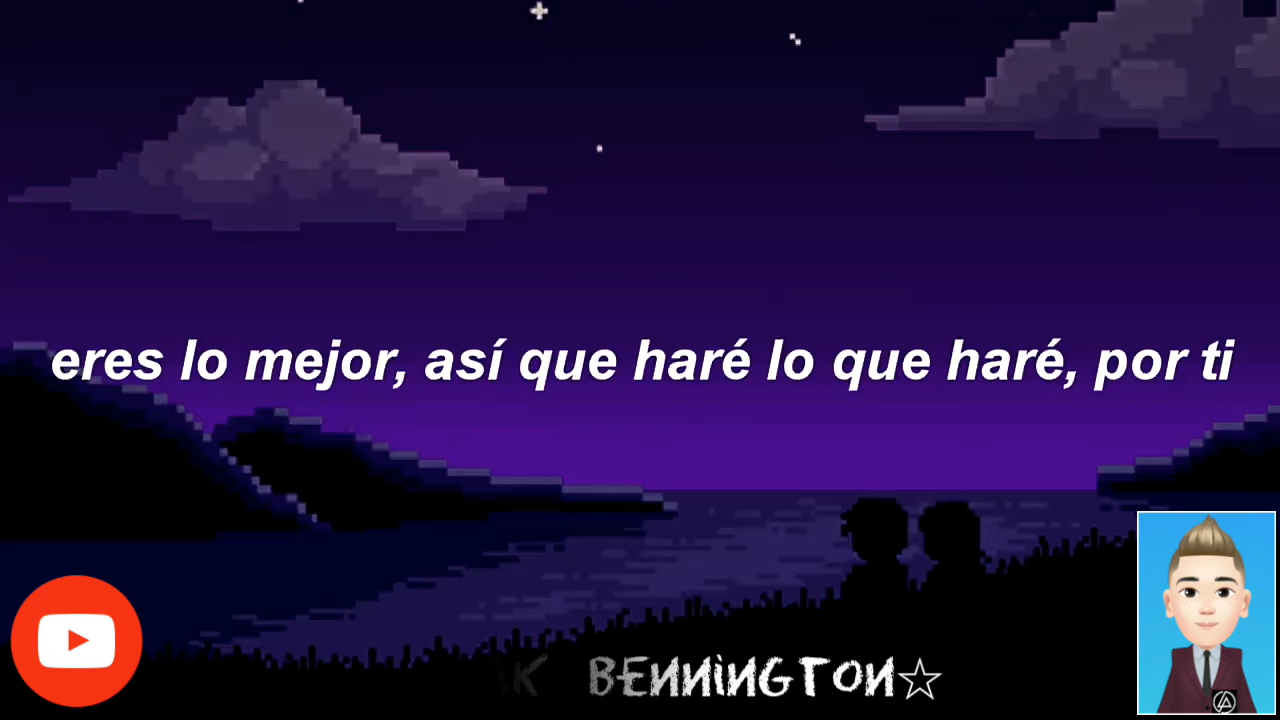 eres lo mejor, así que haré lo que haré, por ti
K BENNiNGTON☆